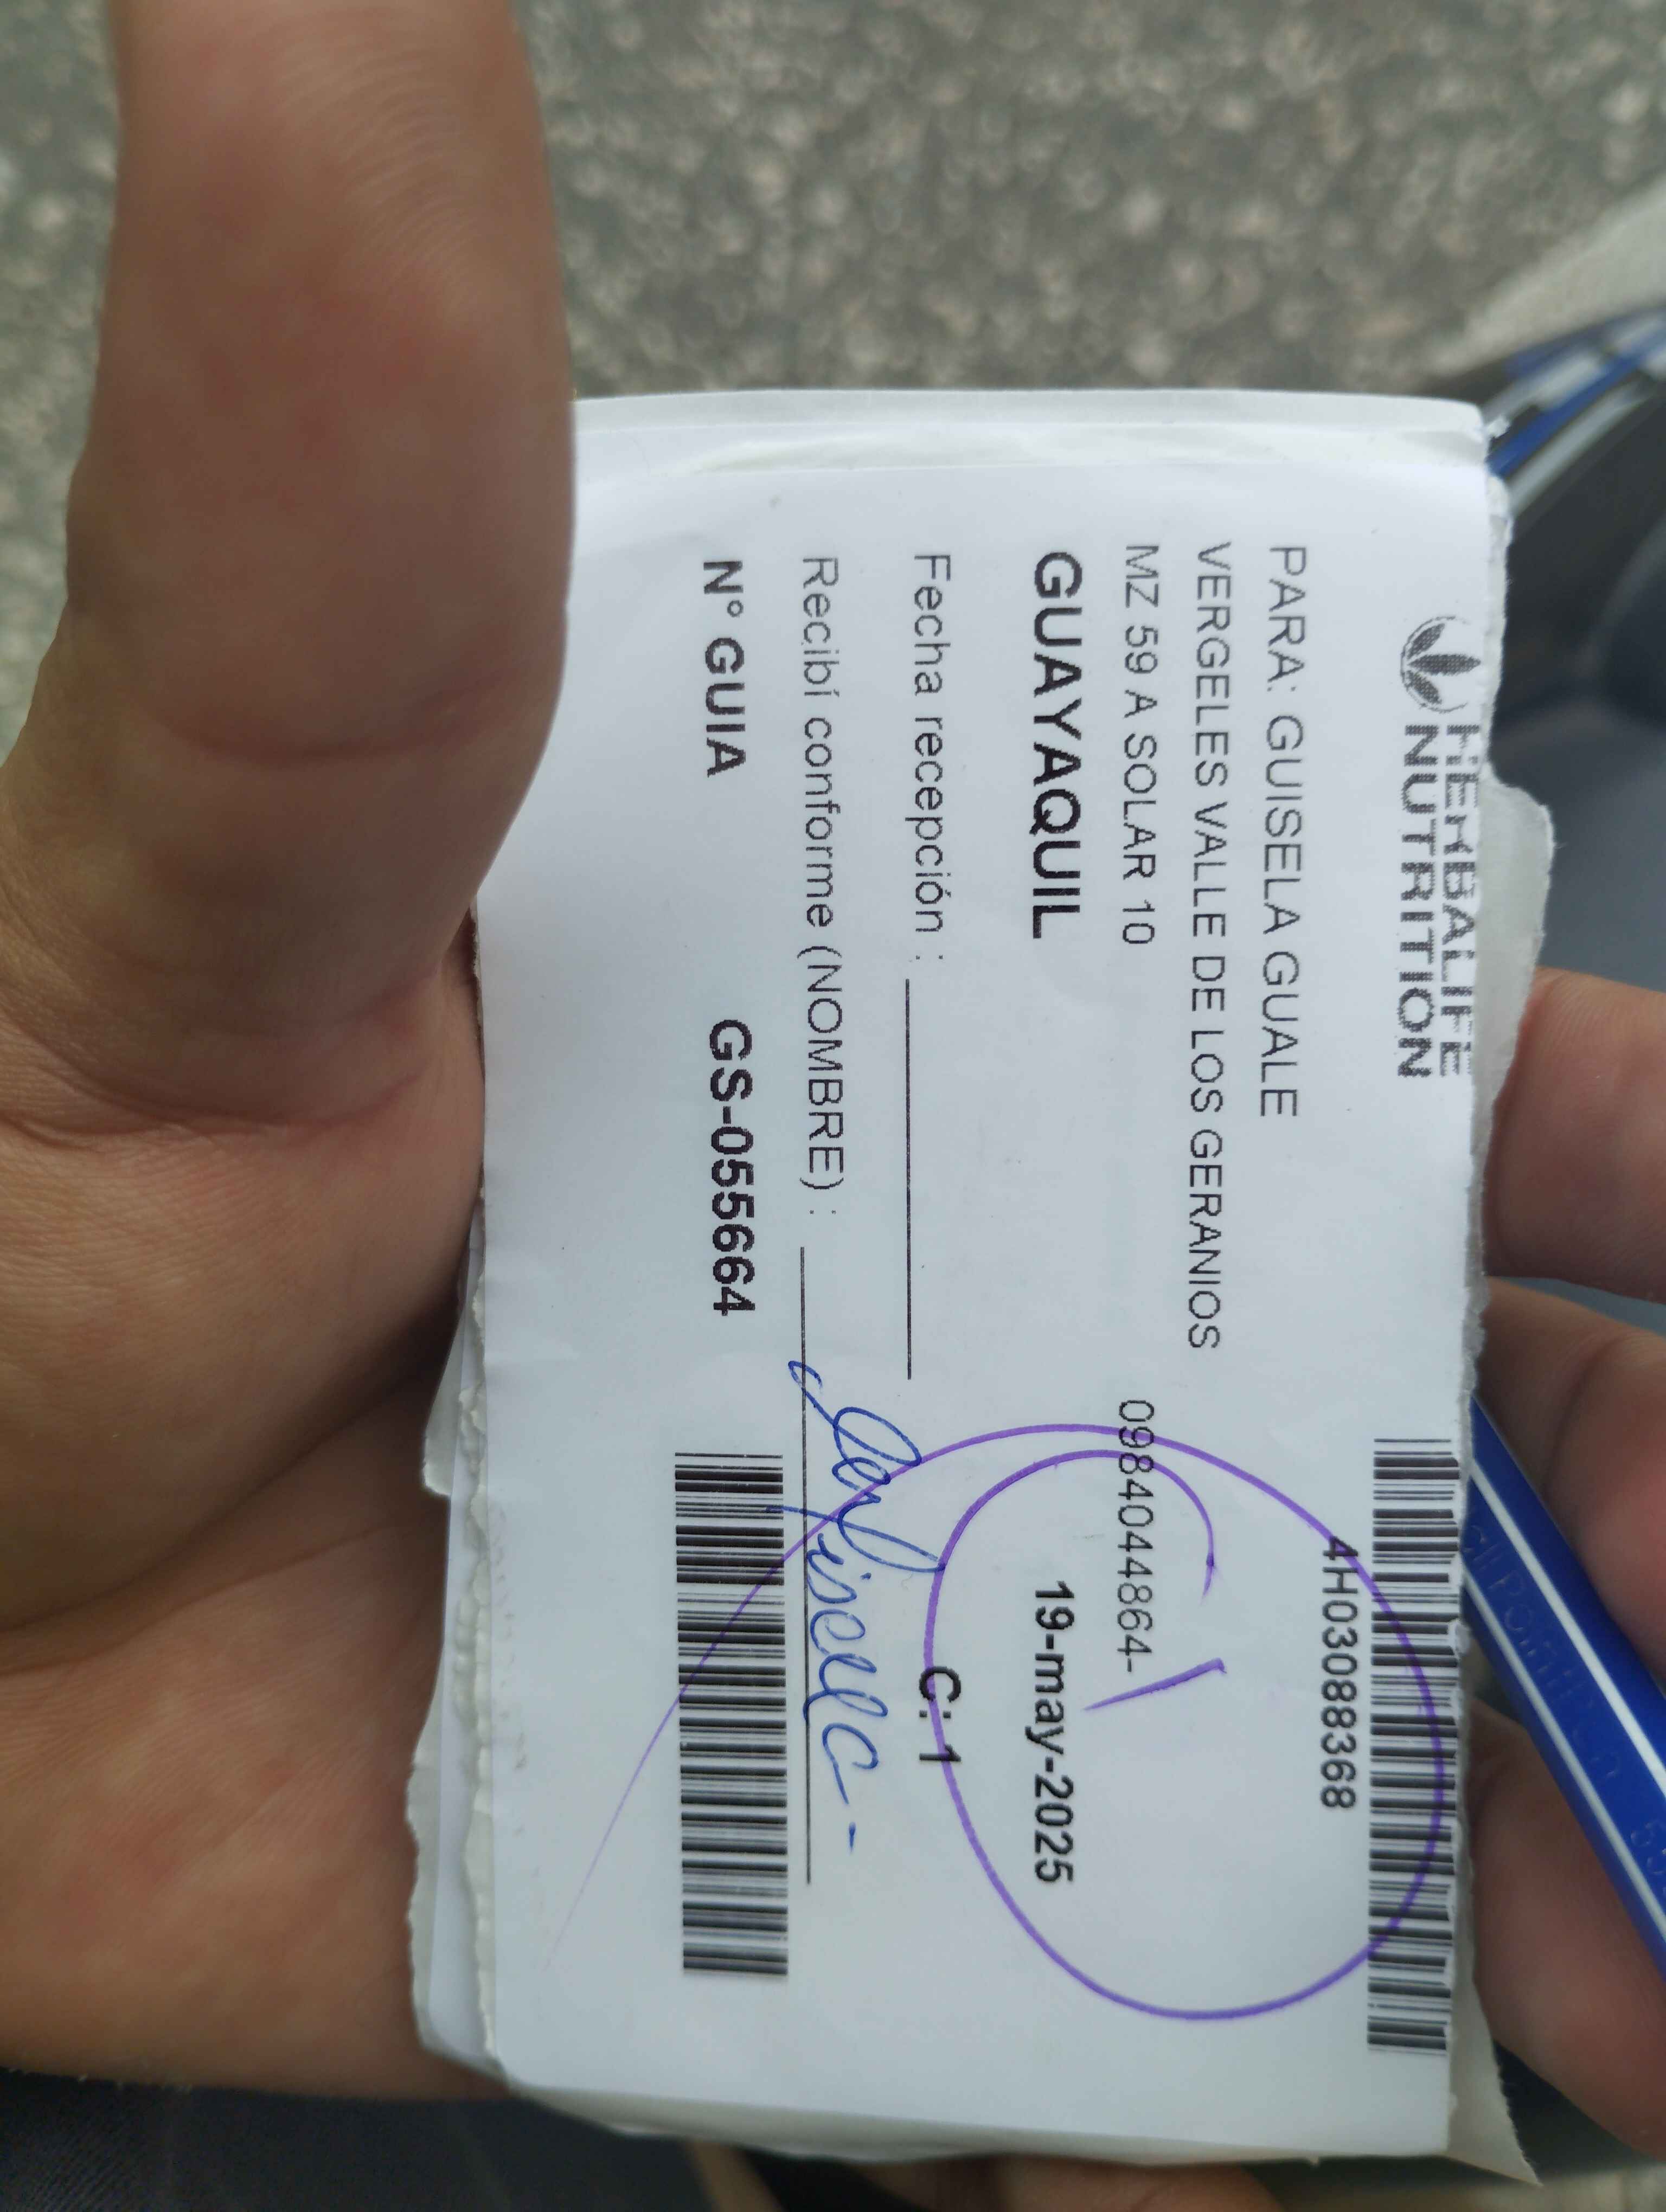 HERBALIFE
NUTRITION
4H03088368
PARA: GUISELA GUALE
VERGELES VALLE DE LOS GERANIOS
MZ 59 A SOLAR 10 0984044864-
GUAYAQUIL 19-may-2025
Fecha recepción :
C: 1
Recibí conforme (NOMBRE) :
N° GUIA GS-055664